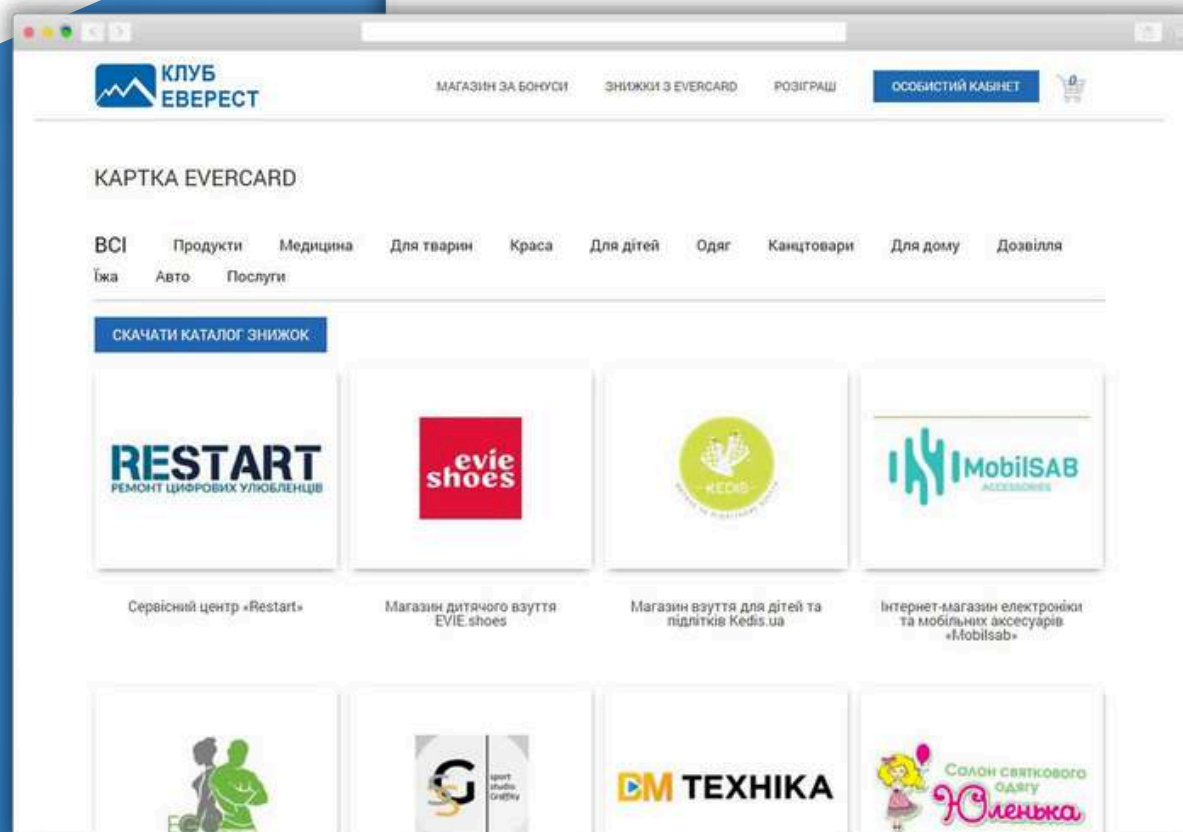 КЛУБ
ЕВЕРЕСТ
МАГАЗИН ЗА БОНУСИ ЗНИЖКИ З EVERCARD РОЗІГРАШ ОСОБИСТИЙ КАБІНЕТ 0
КАРТКА EVERCARD
ВСІ Продукти Медицина Для тварин Краса Для дітей Одяг Канцтовари Для дому Дозвілля
Їжа Авто Послуги
СКАЧАТИ КАТАЛОГ ЗНИЖОК
RESTART
РЕМОНТ ЦИФРОВИХ УЛЮБЛЕНЦІВ
evie
shoes
KEDIS
MobilSAB
ACCESSORIES
Сервісний центр «Restart»
Магазин дитячого взуття
EVIE.shoes
Магазин взуття для дітей та
підлітків Kedis.ua
Інтернет-магазин електроніки
та мобільних аксесуарів
«Mobilsab»
SG
sport
studio
Graffity
DM ТЕХНІКА
Салон святкового
одягу
Юленька